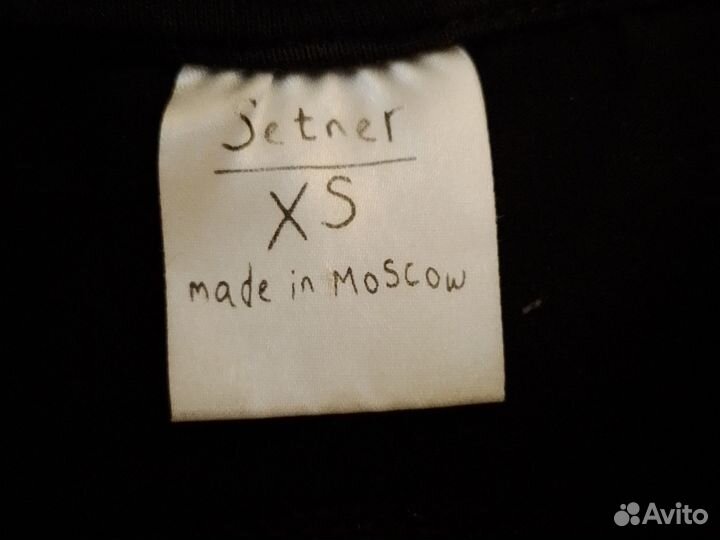 jetner
XS
made in Moscow
Avito